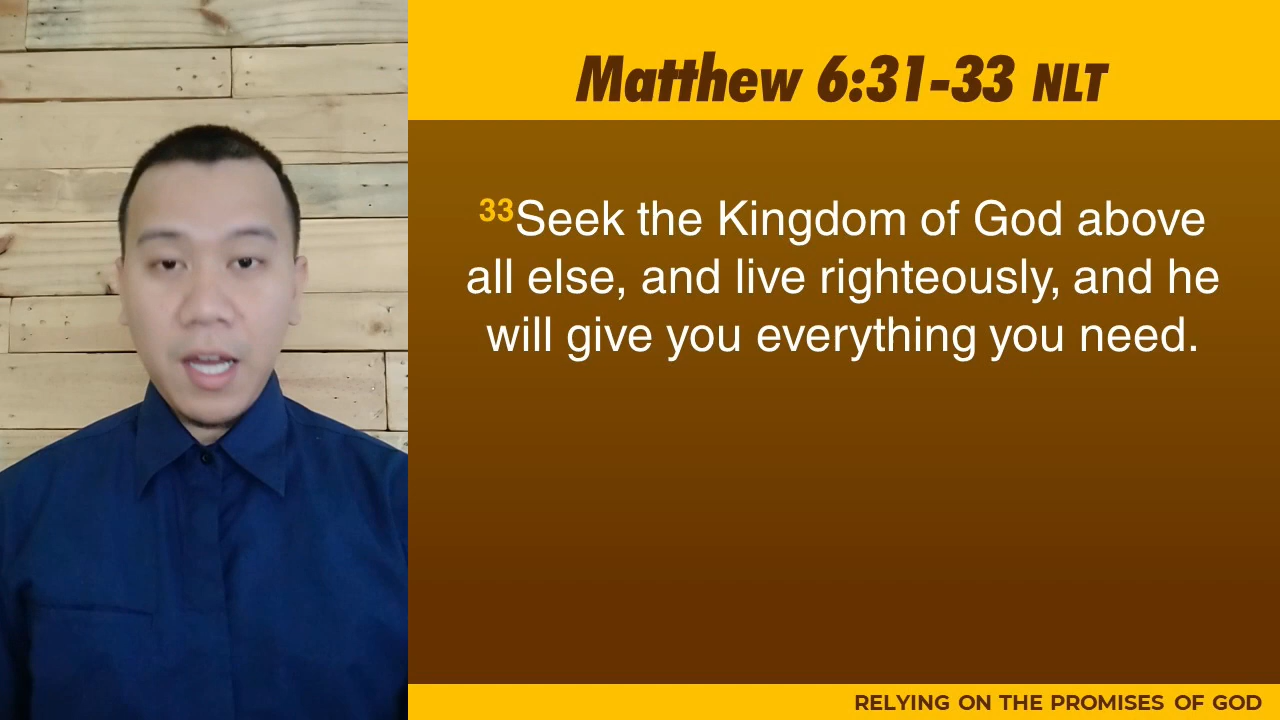 Matthew 6:31-33 NLT
33Seek the Kingdom of God above
all else, and live righteously, and he
will give you everything you need.
RELYING ON THE PROMISES OF GOD